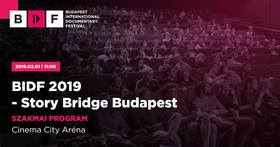 BIDF
BUDAPEST
INTERNATIONAL
DOCUMENTARY
FESTIVAL
2019.02.01 | 11:00
BIDF 2019
- Story Bridge Budapest
SZAKMAI PROGRAM
Cinema City Aréna